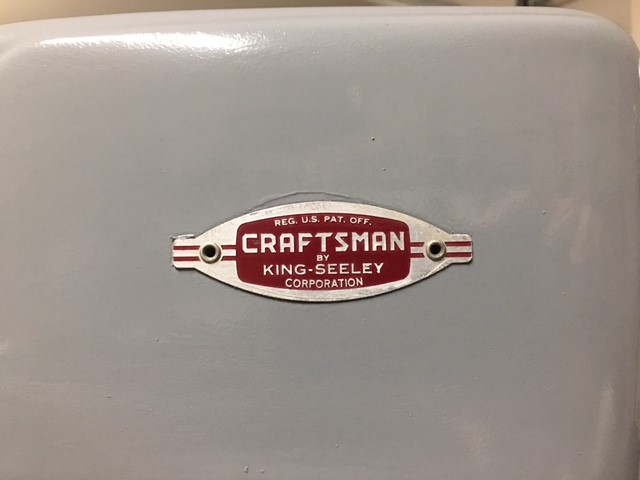 REG. U.S. PAT. OFF.
CRAFTSMAN
BY
KING-SEELEY
CORPORATION